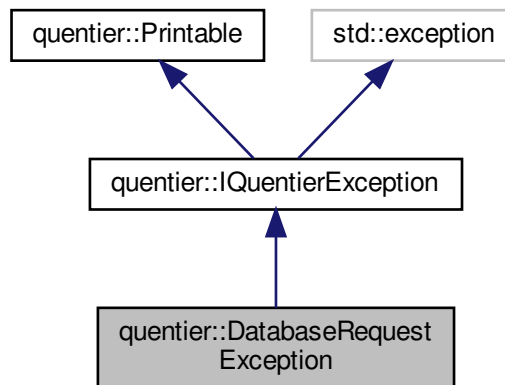 quentier::Printable
std::exception
quentier::IQuentierException
quentier::DatabaseRequest
Exception